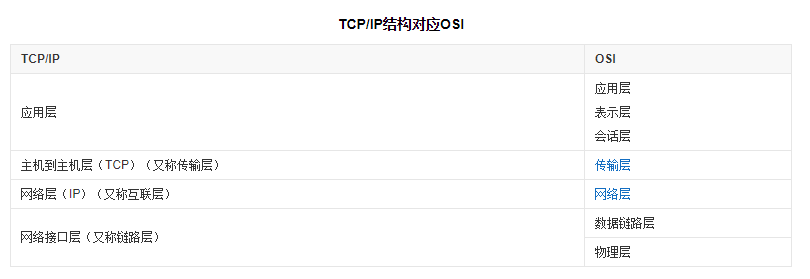 TCP/IP结构对应OSI
TCP/IP
OSI
应用层
应用层
表示层
会话层
主机到主机层（TCP）（又称传输层）
传输层
网络层（IP）（又称互联层）
网络层
网络接口层（又称链路层）
数据链路层
物理层